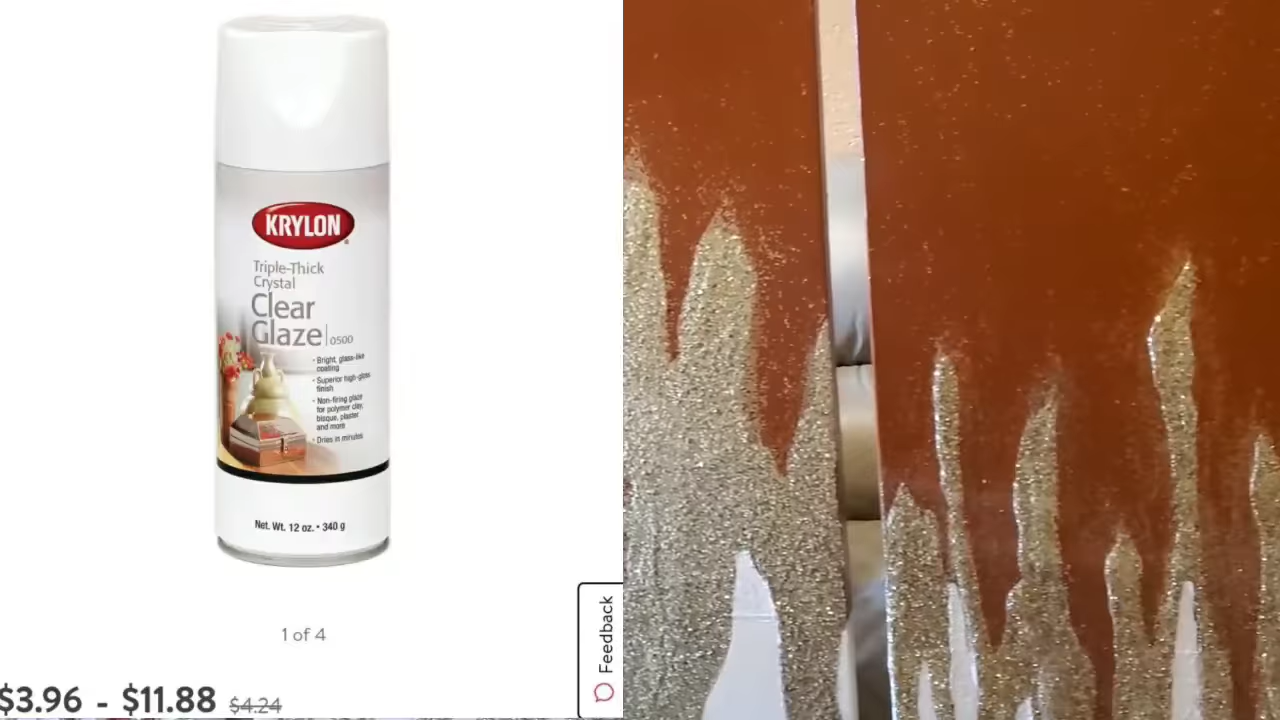 KRYLON
Triple-Thick
Crystal
Clear
Glaze 0500
• Bright, glass-like
coating
• Superior high-gloss
finish
• Non-firing glaze
for polymer clay,
bisque, plaster
and more
• Dries in minutes
Net. Wt. 12 oz. • 340 g
1 of 4
Feedback
$3.96 - $11.88 $4.24